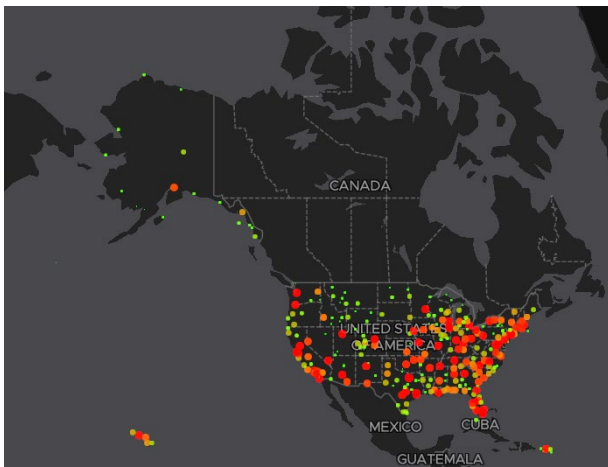 CANADA
UNITED STATES
OF AMERICA
MEXICO
CUBA
GUATEMALA